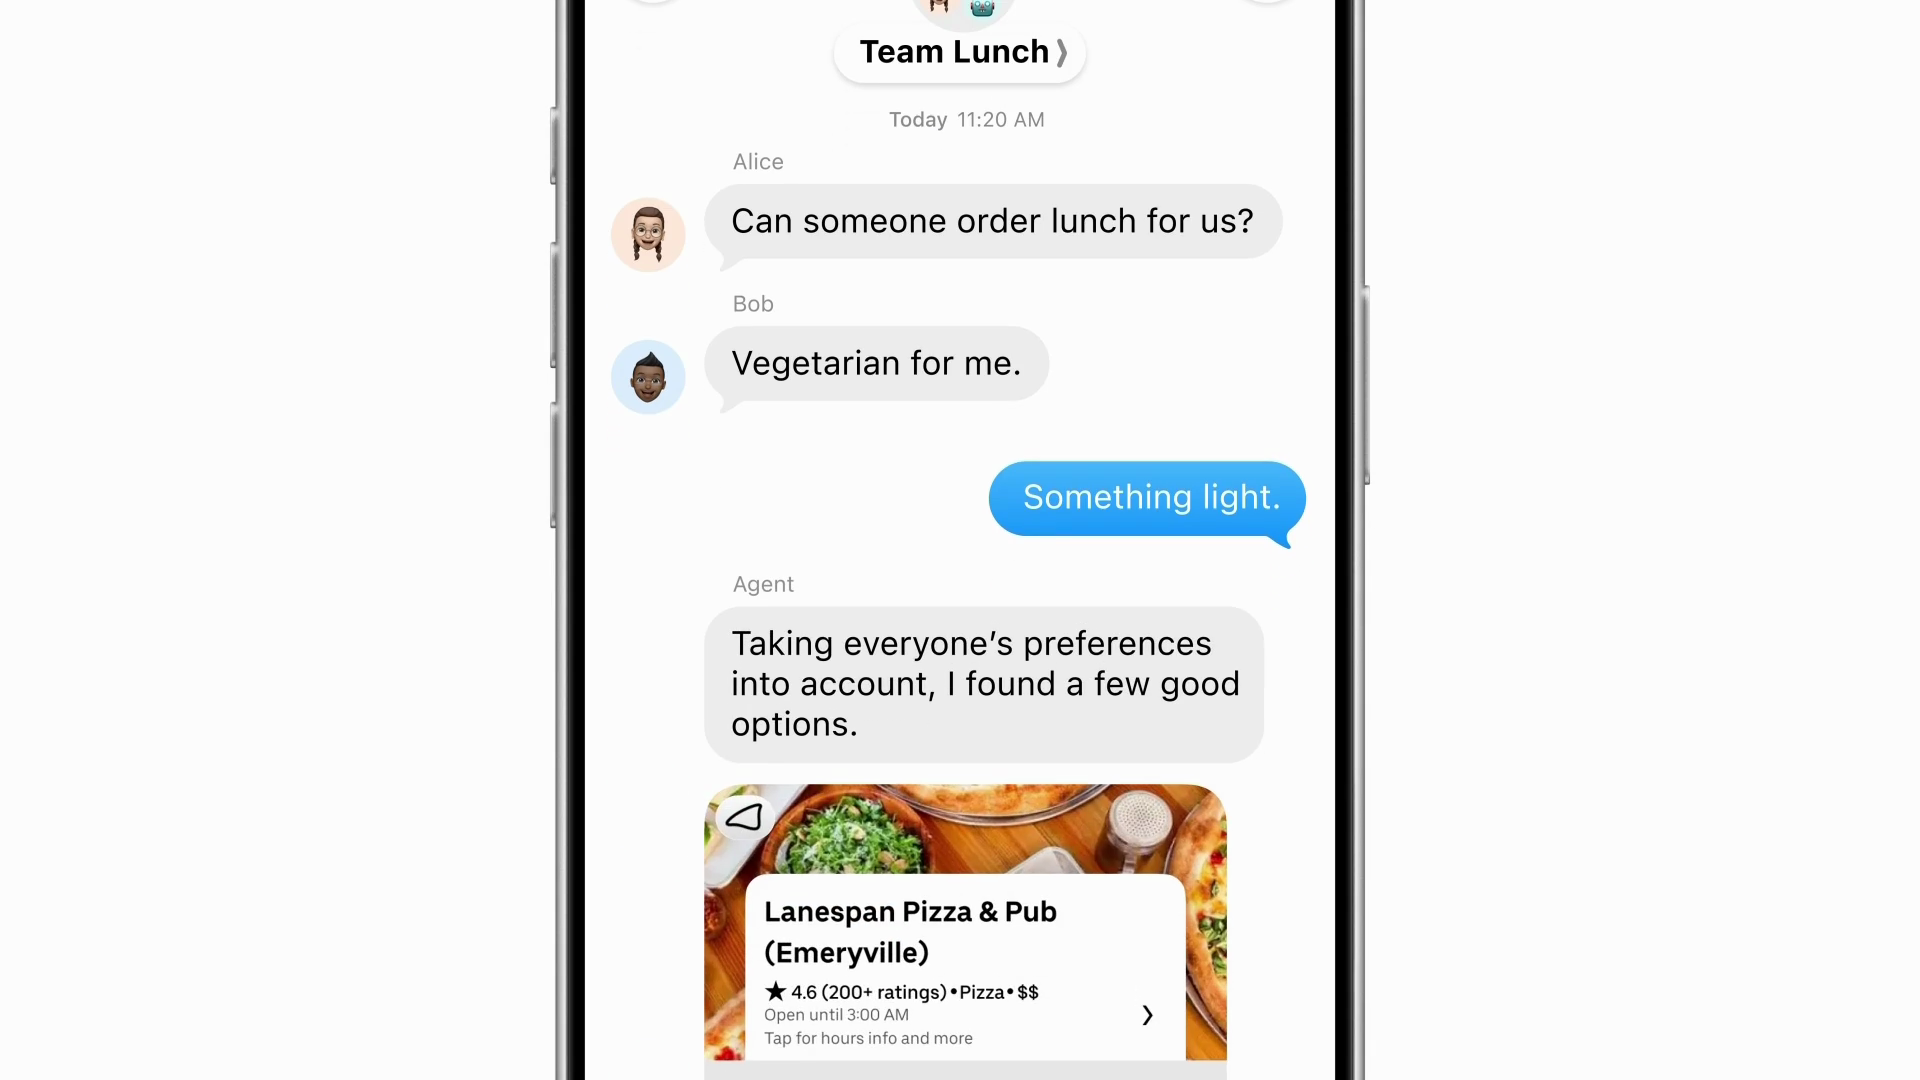 Team Lunch
Today 11:20 AM
Alice
Can someone order lunch for us?
Bob
Vegetarian for me.
Something light.
Agent
Taking everyone’s preferences
into account, I found a few good
options.
Lanespan Pizza & Pub
(Emeryville)
★ 4.6 (200+ ratings) • Pizza • $$
Open until 3:00 AM
Tap for hours info and more